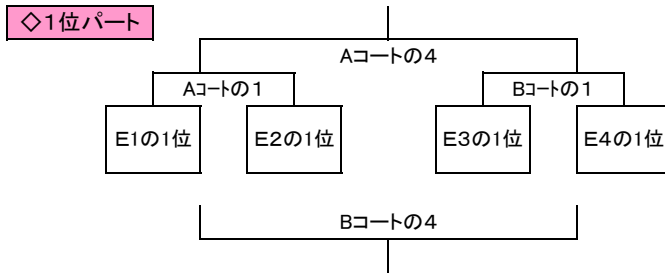 ◇1位パート
Aコートの4
Aコートの1
Bコートの1
E1の1位
E2の1位
E3の1位
E4の1位
Bコートの4